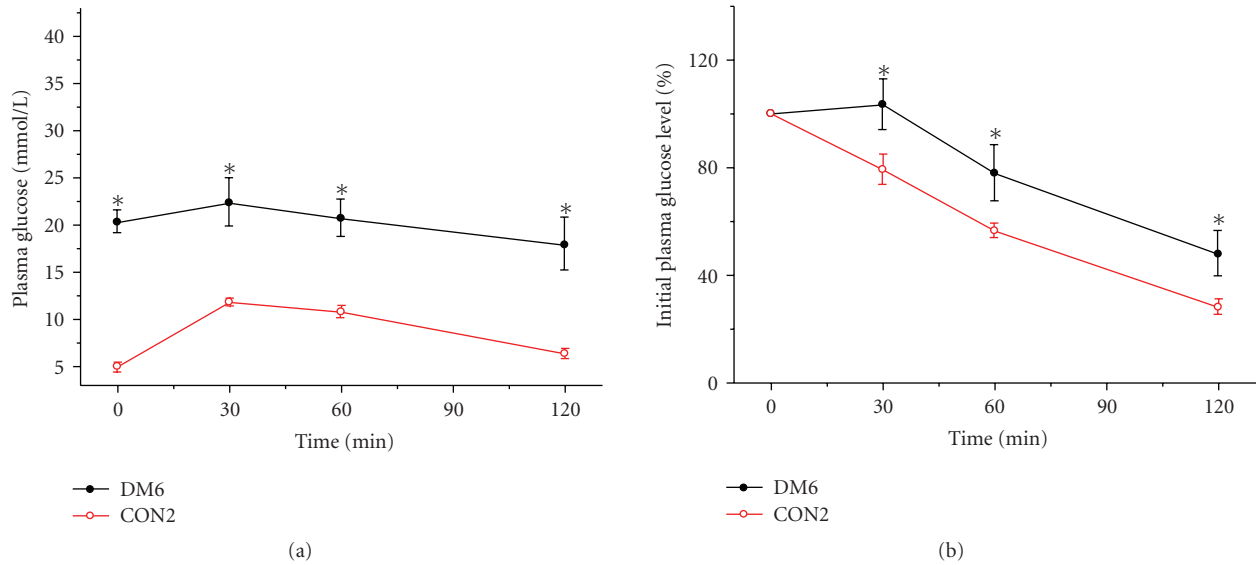 Plasma glucose (mmol/L)
40
35
30
25
20
15
10
5
*
*
*
*
0
30
60
90
120
Time (min)
DM6
CON2
(a)
Initial plasma glucose level (%)
120
80
40
0
*
*
*
0
30
60
90
120
Time (min)
DM6
CON2
(b)